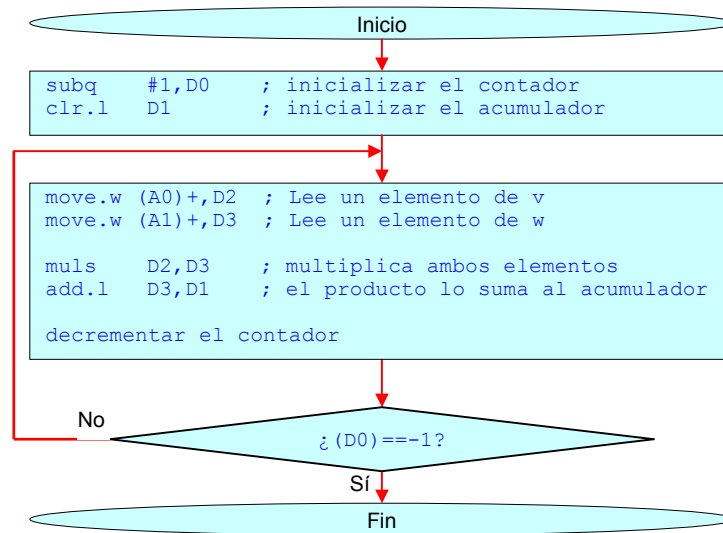 Inicio
subq #1,D0 ; inicializar el contador
clr.l D1 ; inicializar el acumulador
move.w (A0)+,D2 ; Lee un elemento de v
move.w (A1)+,D3 ; Lee un elemento de w
muls D2,D3 ; multiplica ambos elementos
add.l D3,D1 ; el producto lo suma al acumulador
decrementar el contador
No
¿(D0)==-1?
Sí
Fin